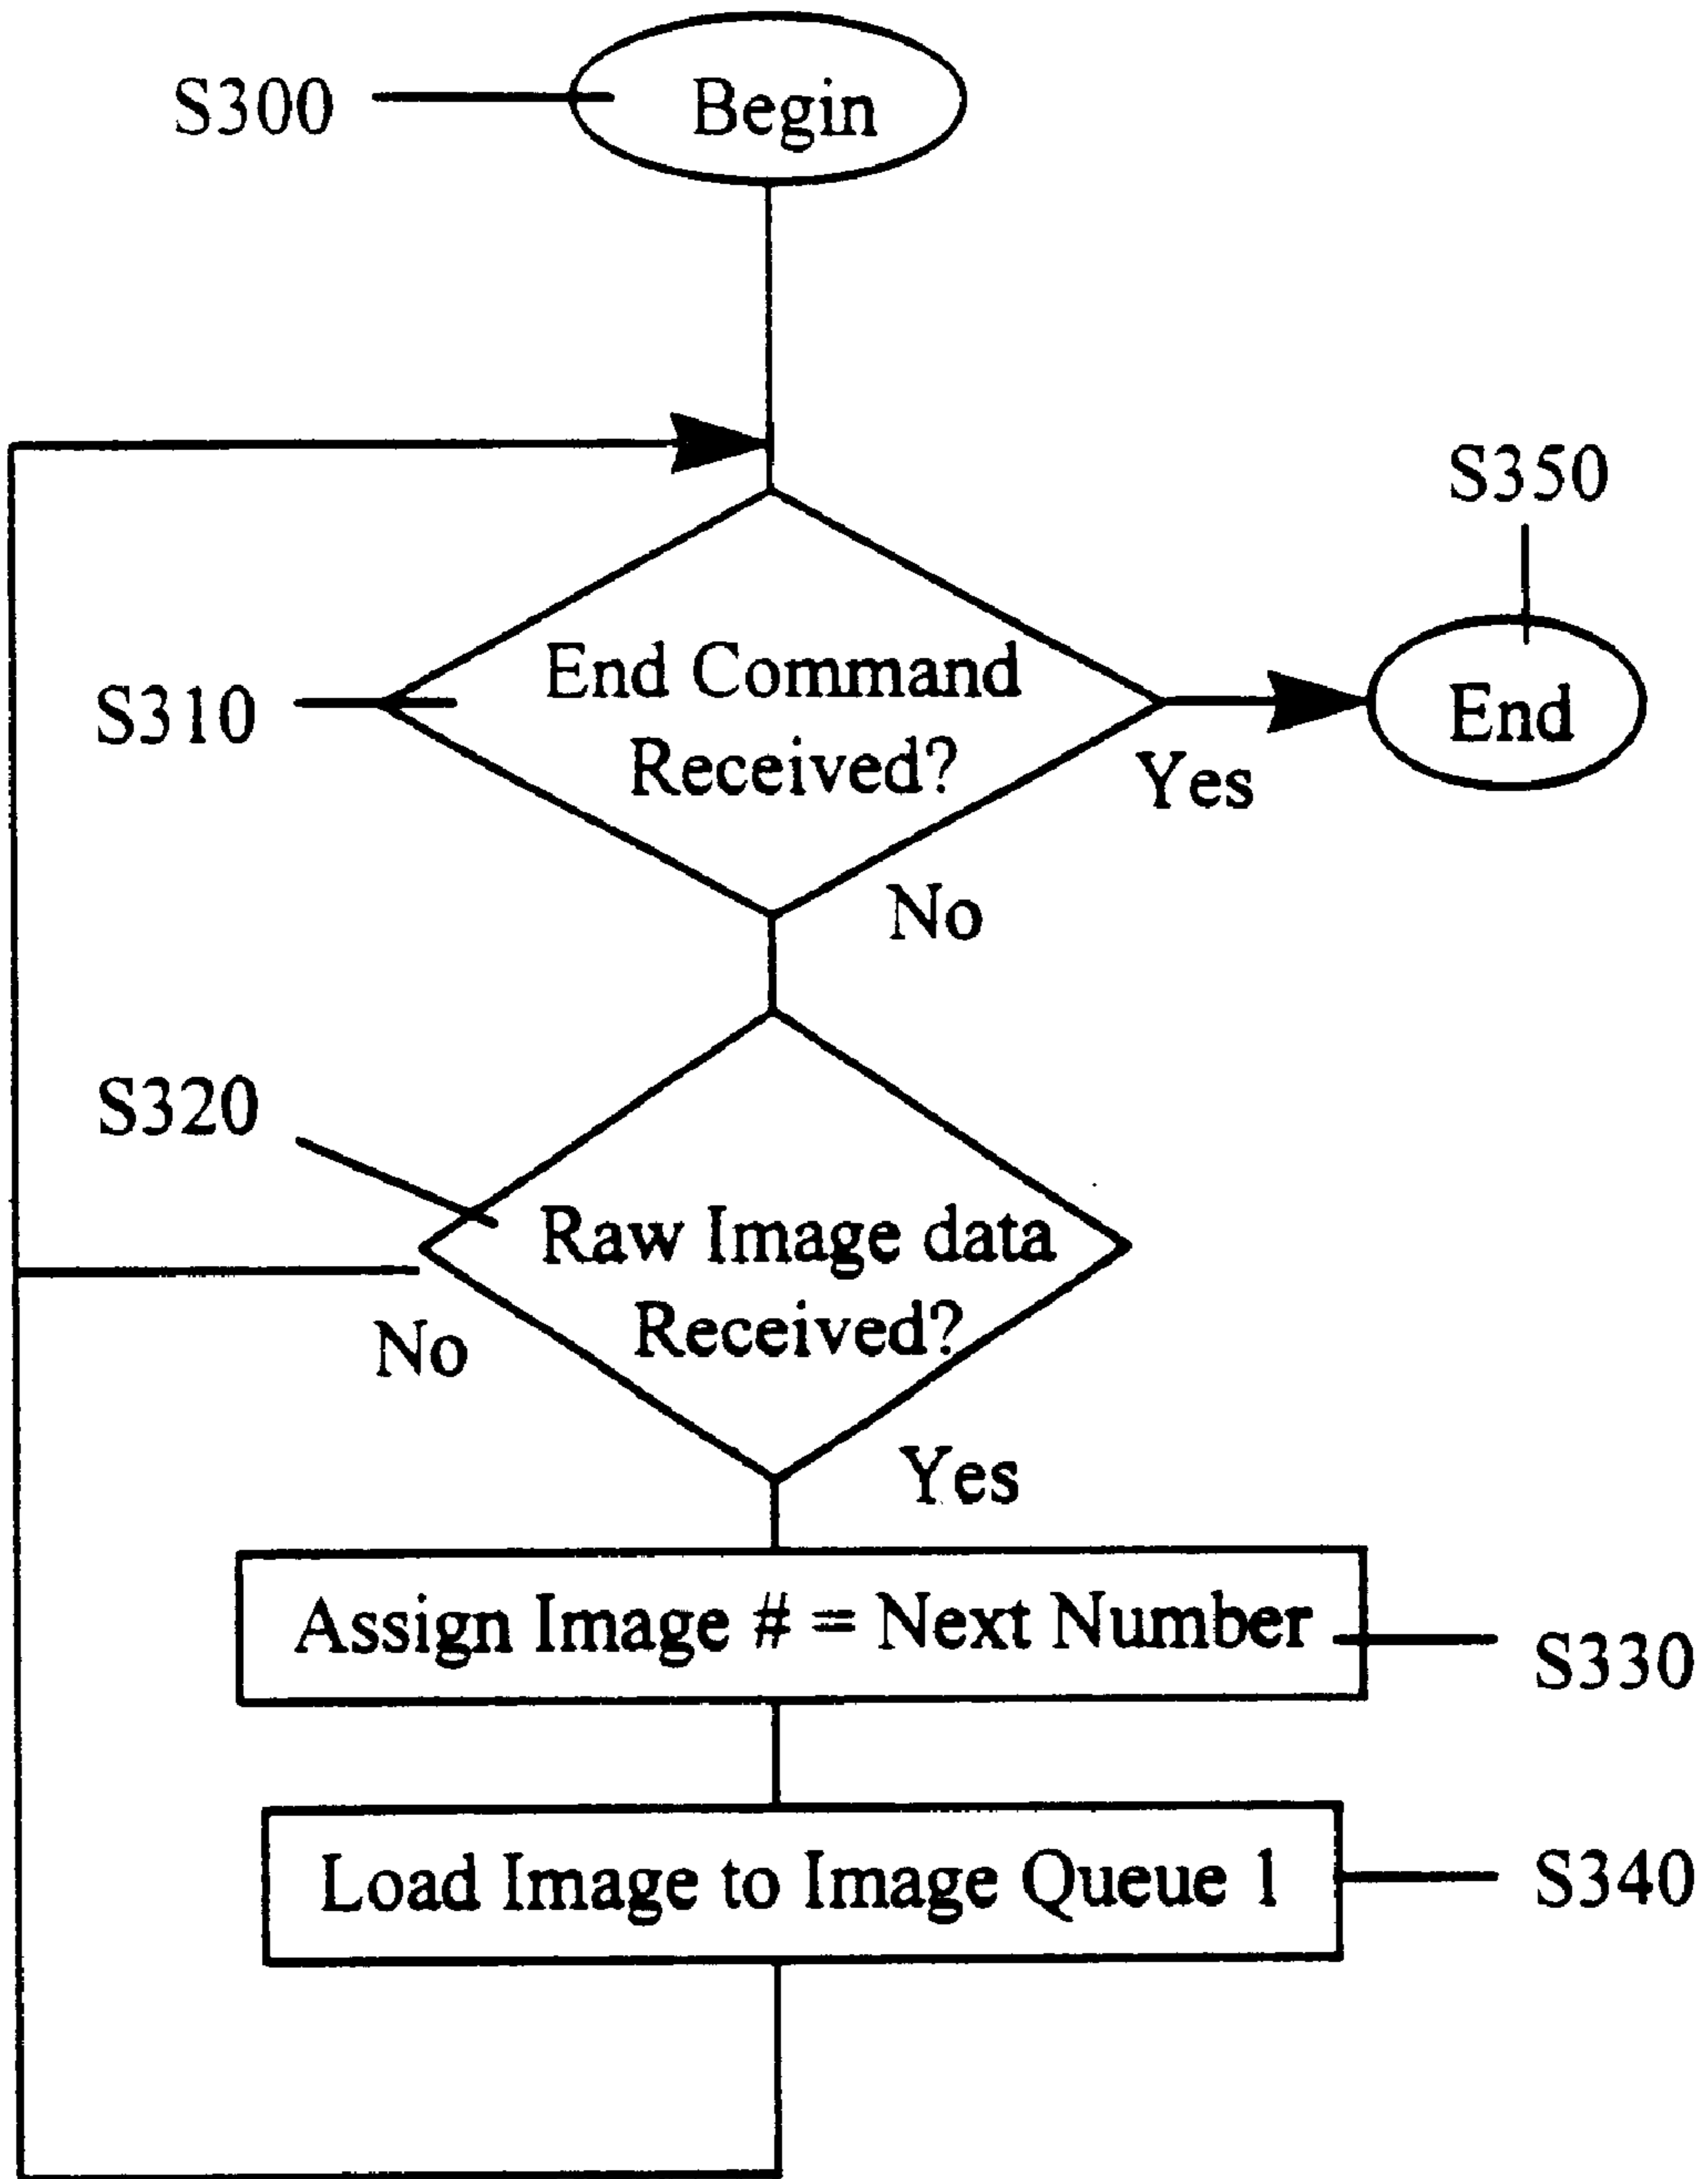 S300
Begin
S350
End Command
Received?
S310
End
Yes
No
S320
Raw Image data
Received?
No
Yes
Assign Image # = Next Number
S330
Load Image to Image Queue 1
S340